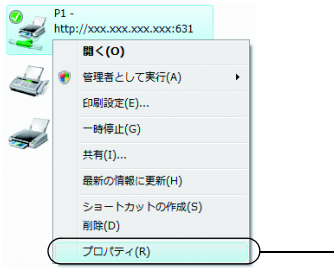 P1 -
http://xxx.xxx.xxx.xxx:631
開く(O)
管理者として実行(A)
印刷設定(E)...
一時停止(G)
共有(I)...
最新の情報に更新(H)
ショートカットの作成(S)
削除(D)
プロパティ(R)